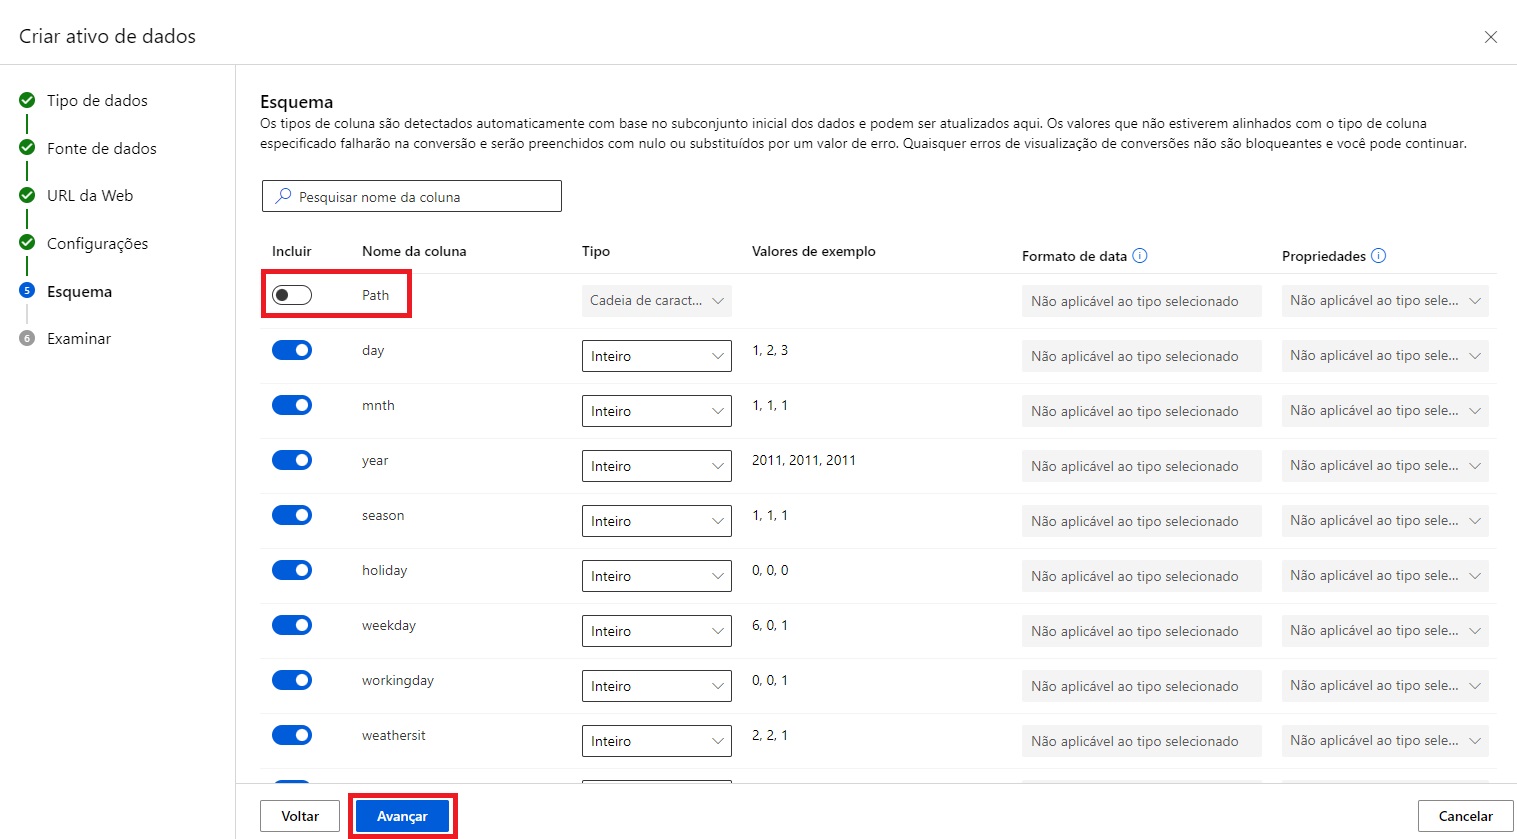 Criar ativo de dados
Tipo de dados
Fonte de dados
URL da Web
Configurações
5 Esquema
6 Examinar
Esquema
Os tipos de coluna são detectados automaticamente com base no subconjunto inicial dos dados e podem ser atualizados aqui. Os valores que não estiverem alinhados com o tipo de coluna
especificado falharão na conversão e serão preenchidos com nulo ou substituídos por um valor de erro. Quaisquer erros de visualização de conversões não são bloqueantes e você pode continuar.
Pesquisar nome da coluna
Incluir Nome da coluna Tipo Valores de exemplo Formato de data Propriedades
Path Cadeia de caract... Não aplicável ao tipo selecionado Não aplicável ao tipo sele...
day Inteiro 1, 2, 3 Não aplicável ao tipo selecionado Não aplicável ao tipo sele...
mnth Inteiro 1, 1, 1 Não aplicável ao tipo selecionado Não aplicável ao tipo sele...
year Inteiro 2011, 2011, 2011 Não aplicável ao tipo selecionado Não aplicável ao tipo sele...
season Inteiro 1, 1, 1 Não aplicável ao tipo selecionado Não aplicável ao tipo sele...
holiday Inteiro 0, 0, 0 Não aplicável ao tipo selecionado Não aplicável ao tipo sele...
weekday Inteiro 6, 0, 1 Não aplicável ao tipo selecionado Não aplicável ao tipo sele...
workingday Inteiro 0, 0, 1 Não aplicável ao tipo selecionado Não aplicável ao tipo sele...
weathersit Inteiro 2, 2, 1 Não aplicável ao tipo selecionado Não aplicável ao tipo sele...
Voltar Avançar Cancelar